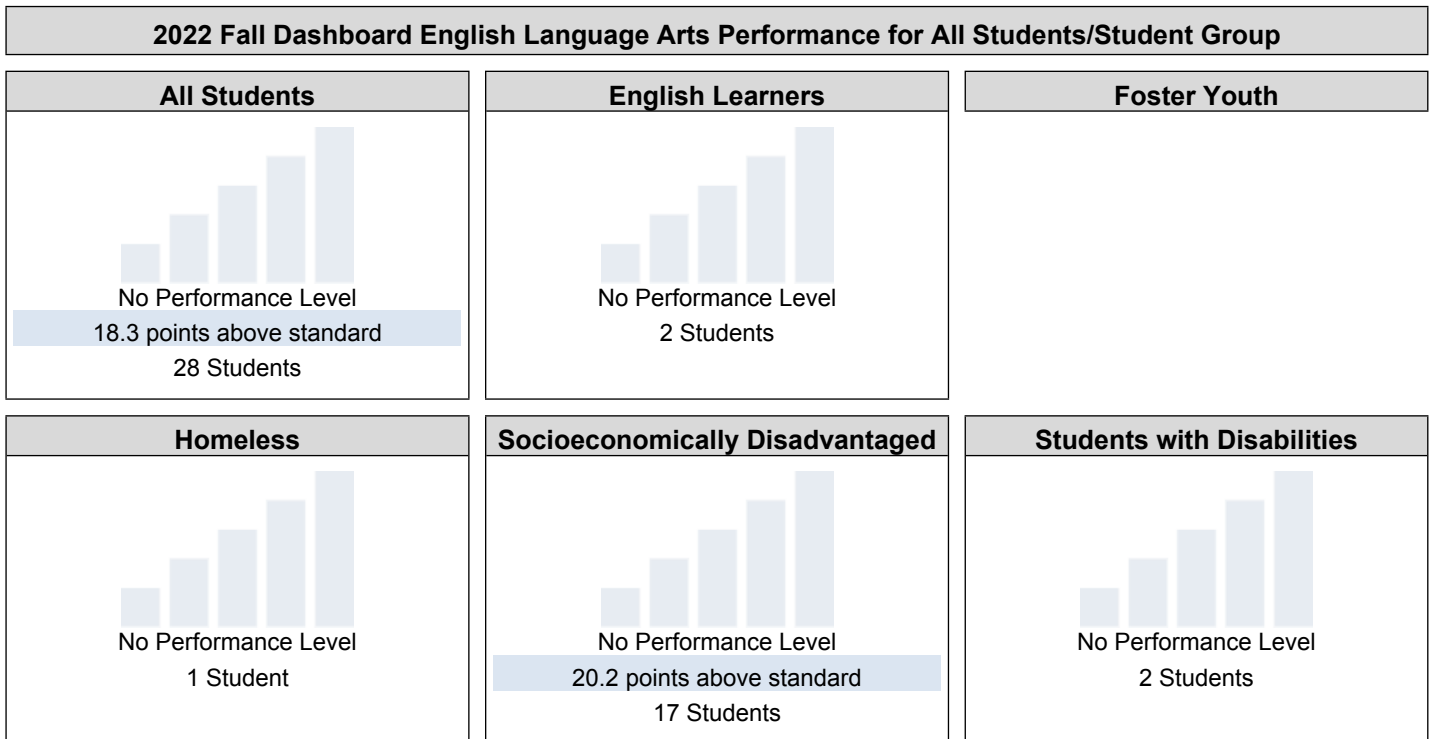 2022 Fall Dashboard English Language Arts Performance for All Students/Student Group
All Students
No Performance Level
18.3 points above standard
28 Students
English Learners
No Performance Level
2 Students
Foster Youth
Homeless
No Performance Level
1 Student
Socioeconomically Disadvantaged
No Performance Level
20.2 points above standard
17 Students
Students with Disabilities
No Performance Level
2 Students